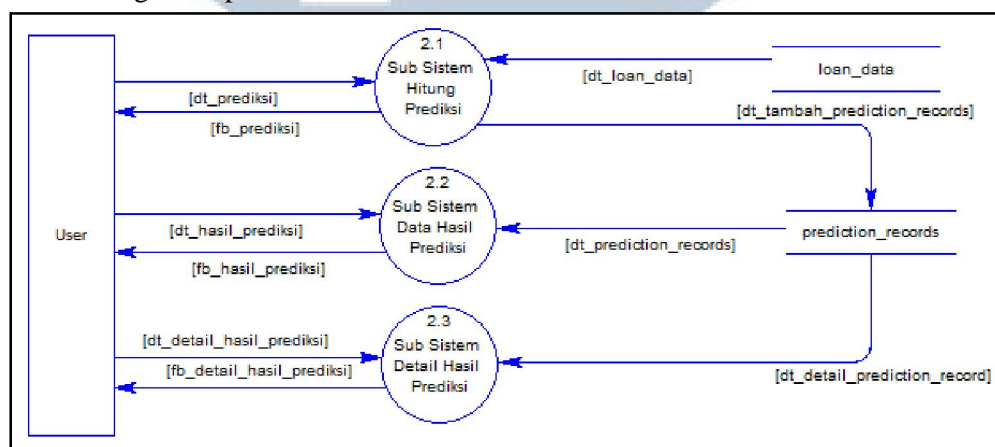 2.1
Sub Sistem
Hitung
Prediksi
[dt_prediksi]
[fb_prediksi]
[dt_loan_data]
loan_data
[dt_tambah_prediction_records]
User
2.2
Sub Sistem
Data Hasil
Prediksi
[dt_hasil_prediksi]
[fb_hasil_prediksi]
[dt_prediction_records]
prediction_records
2.3
Sub Sistem
Detail Hasil
Prediksi
[dt_detail_hasil_prediksi]
[fb_detail_hasil_prediksi]
[dt_detail_prediction_record]